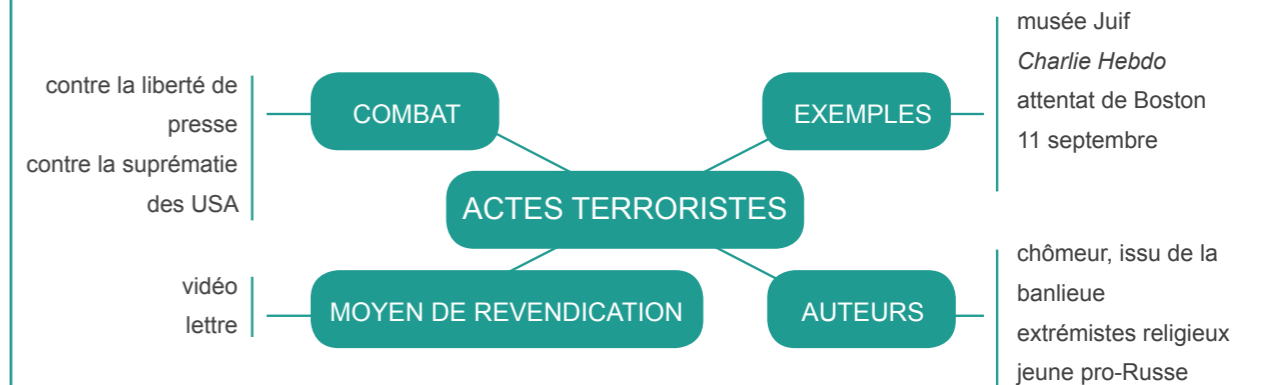 contre la liberté de
presse
contre la suprématie
des USA
COMBAT
EXEMPLES
musée Juif
Charlie Hebdo
attentat de Boston
11 septembre
ACTES TERRORISTES
vidéo
lettre
MOYEN DE REVENDICATION
AUTEURS
chômeur, issu de la
banlieue
extrémistes religieux
jeune pro-Russe